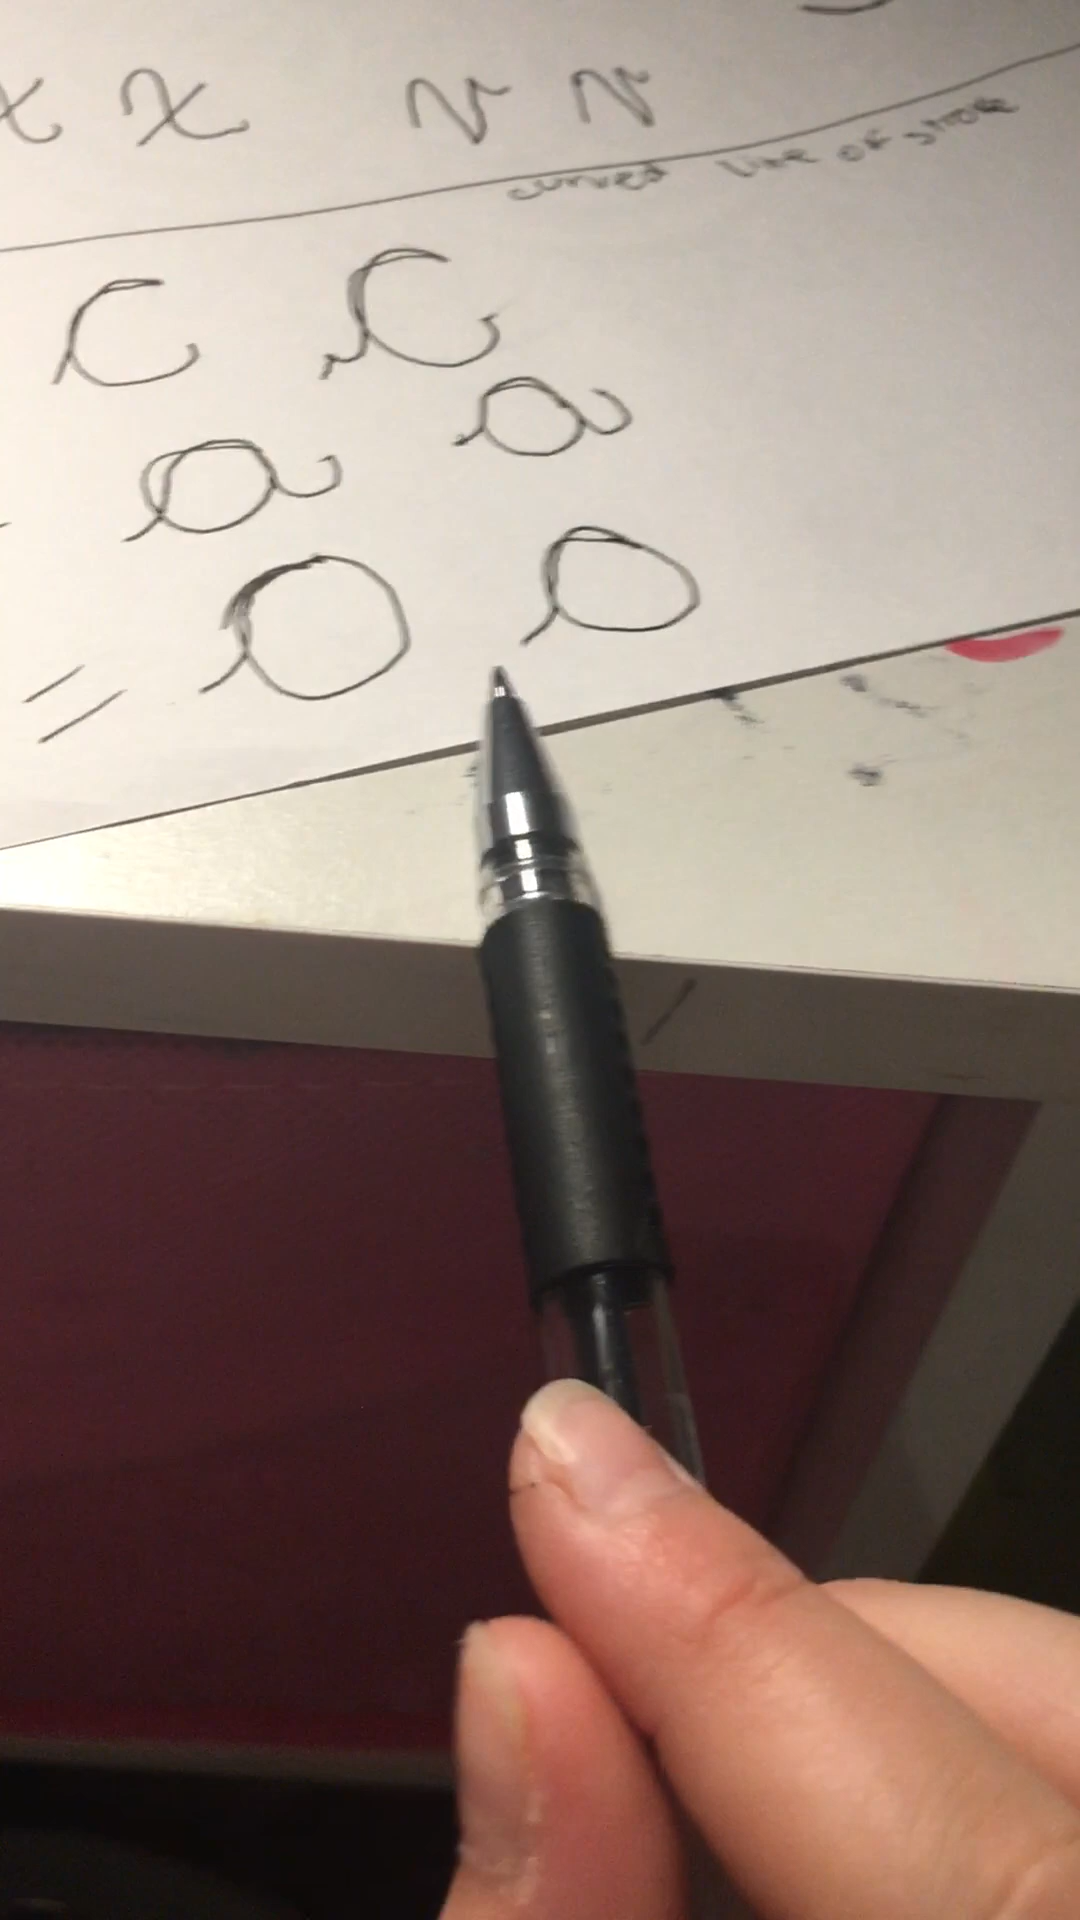 x x v v
curved line of stroke
C C
a a
= O O